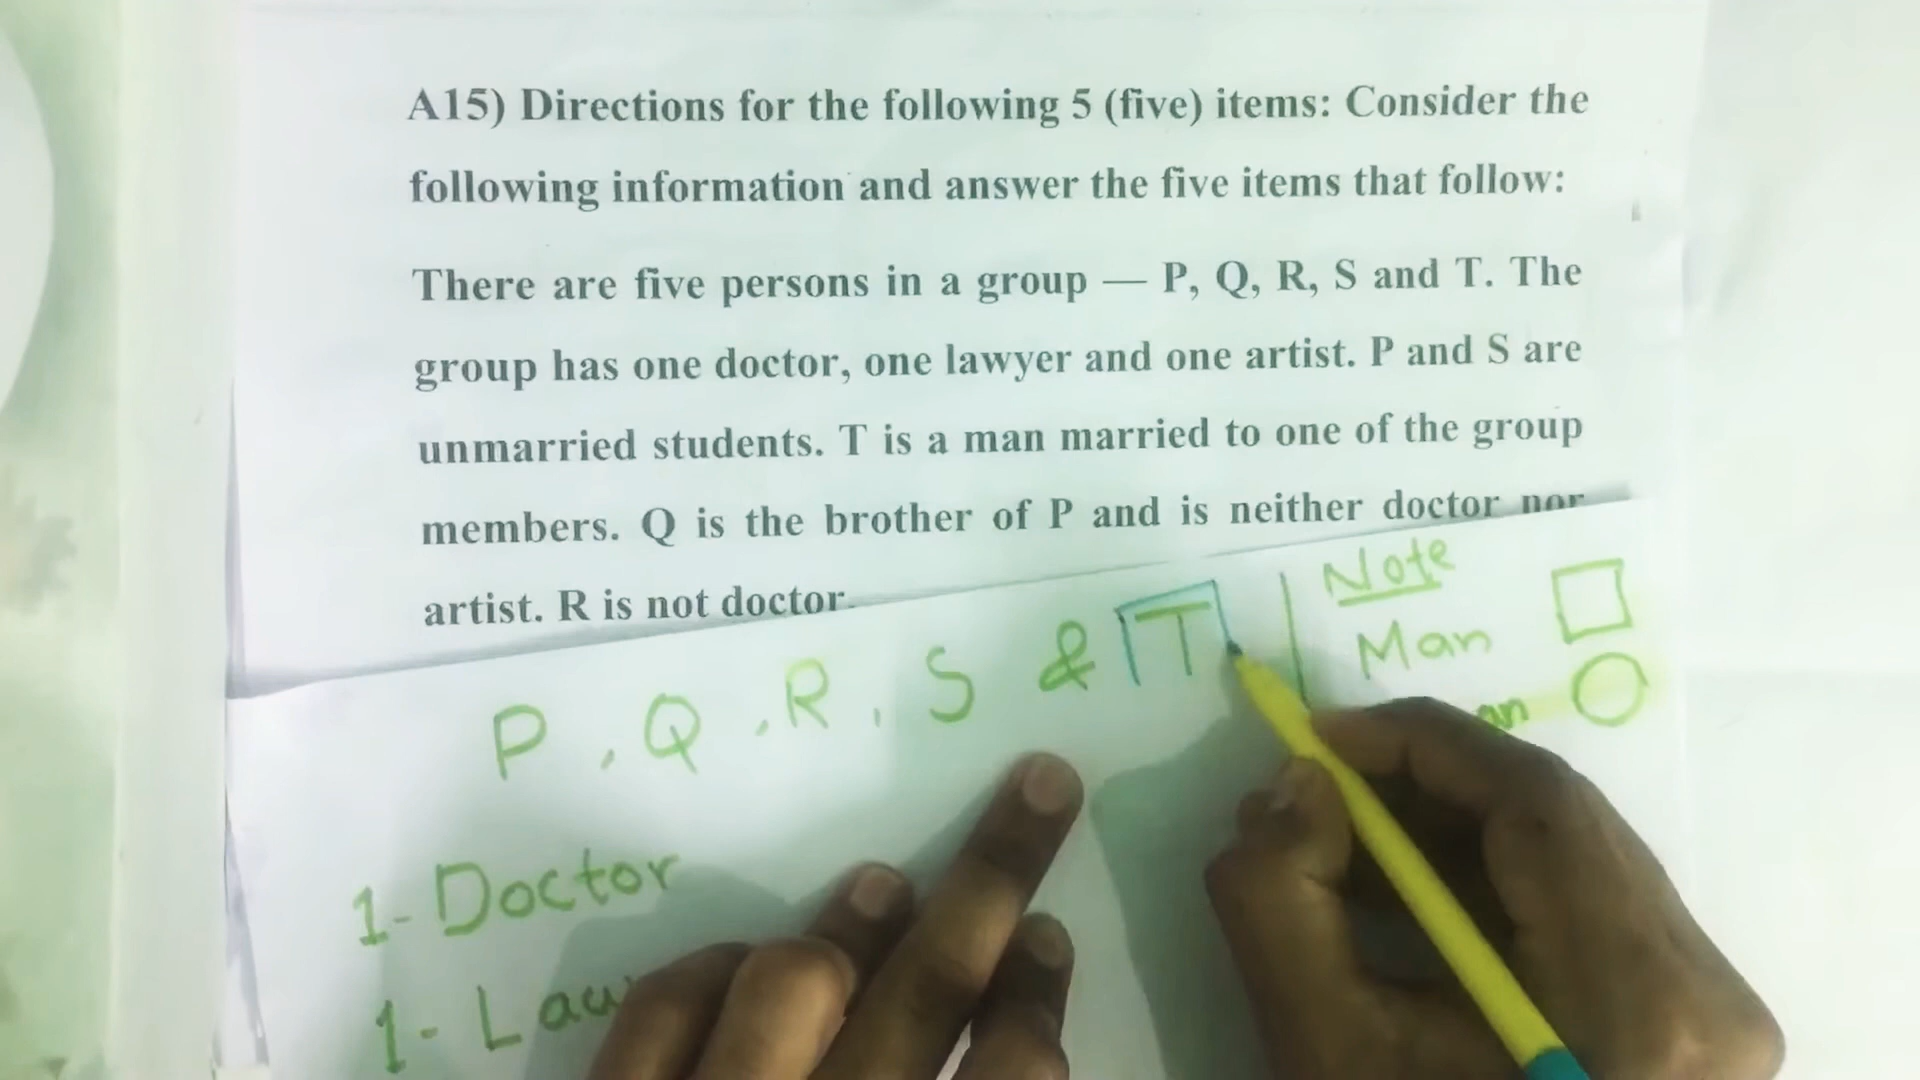 A15) Directions for the following 5 (five) items: Consider the
following information and answer the five items that follow:
There are five persons in a group — P, Q, R, S and T. The
group has one doctor, one lawyer and one artist. P and S are
unmarried students. T is a man married to one of the group
members. Q is the brother of P and is neither doctor nor
artist. R is not doctor.
P, Q, R, S & T
Note
Man
an
1- Doctor
1- Law